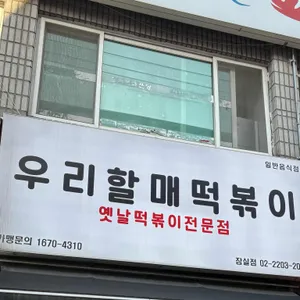 일반음식점
우리할매떡볶이
옛날떡볶이전문점
가맹문의 1670-4310
잠실점 02-2203-20